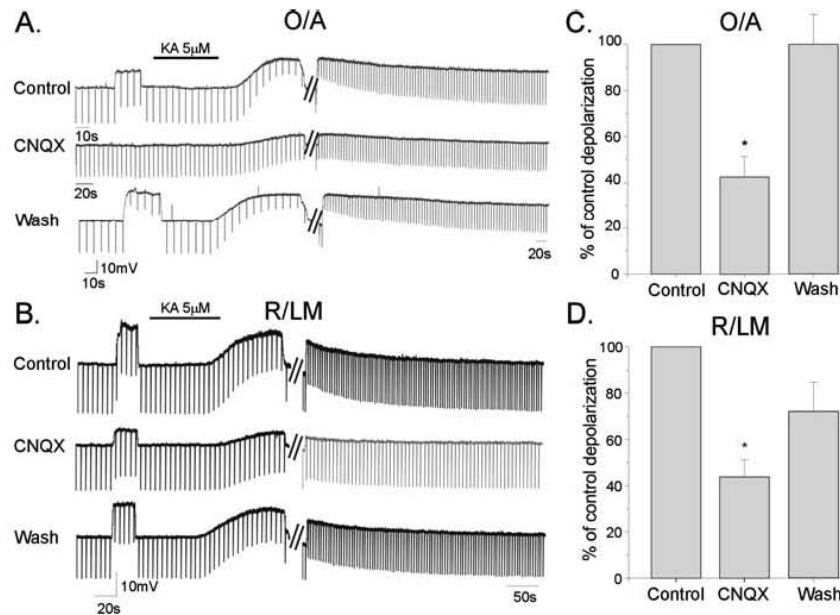 A.
O/A
KA 5µM
Control
10s
CNQX
20s
Wash
10mV
10s
20s
B.
KA 5µM
R/LM
Control
CNQX
Wash
10mV
20s
50s
C.
O/A
% of control depolarization
100
80
60
40
20
0
*
Control CNQX Wash
D.
R/LM
% of control depolarization
100
80
60
40
20
0
*
Control CNQX Wash